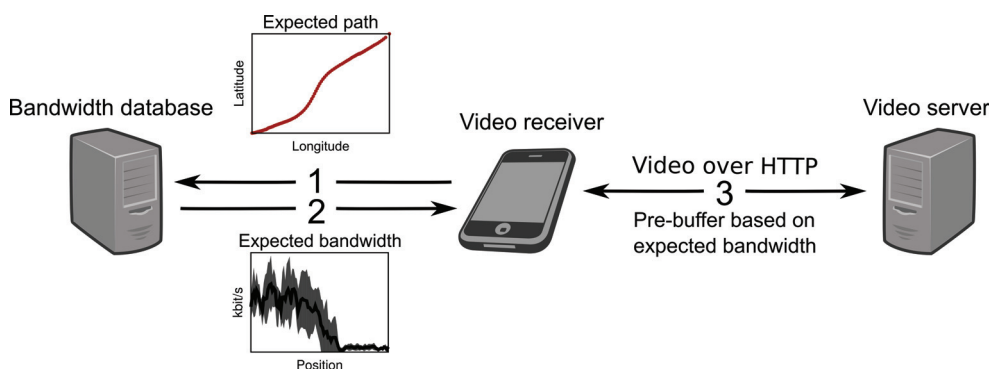 Expected path
Latitude
Longitude
Bandwidth database
Video receiver
Video server
1
2
Video over HTTP
3
Pre-buffer based on
expected bandwidth
Expected bandwidth
kbit/s
Position